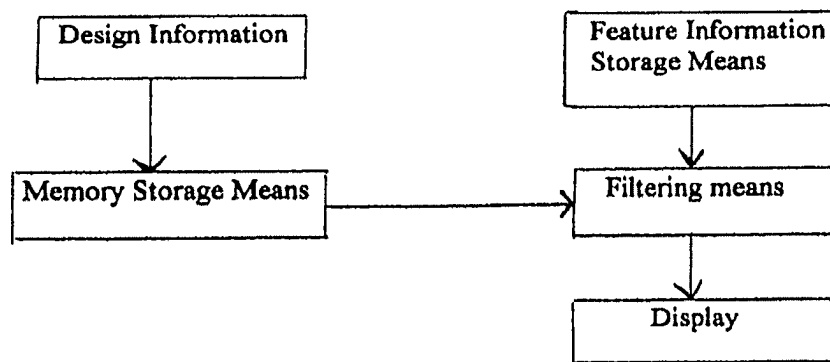 Design Information
Feature Information
Storage Means
Memory Storage Means
Filtering means
Display